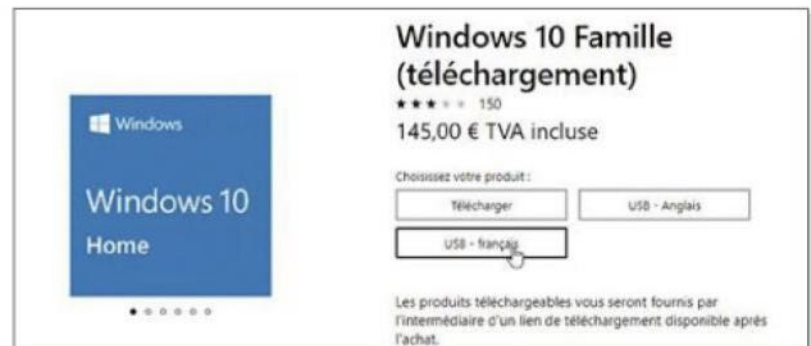 Windows
Windows 10
Home
Windows 10 Famille
(téléchargement)
150
145,00 € TVA incluse
Choisissez votre produit :
Télécharger
USB - Anglais
USB - français
Les produits téléchargeables vous seront fournis par
l'intermédiaire d'un lien de téléchargement disponible après
l'achat.